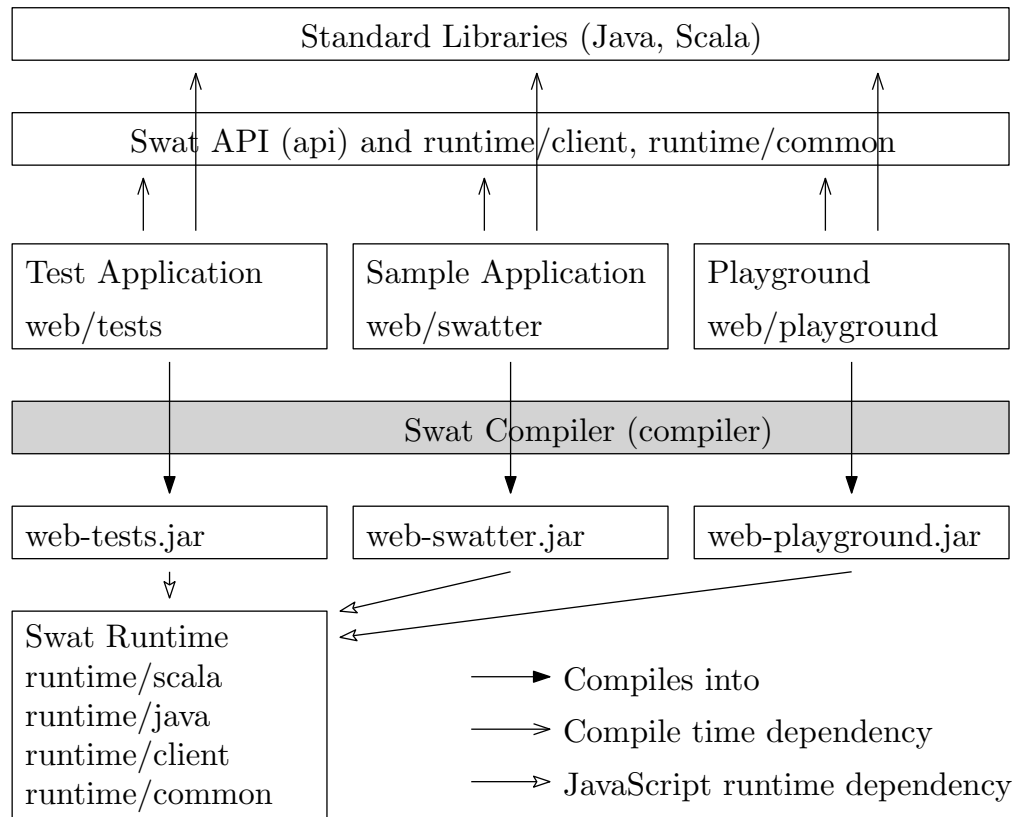 Standard Libraries (Java, Scala)
Swat API (api) and runtime/client, runtime/common
Test Application
web/tests
Sample Application
web/swatter
Playground
web/playground
Swat Compiler (compiler)
web-tests.jar
web-swatter.jar
web-playground.jar
Swat Runtime
runtime/scala
runtime/java
runtime/client
runtime/common
Compiles into
Compile time dependency
JavaScript runtime dependency